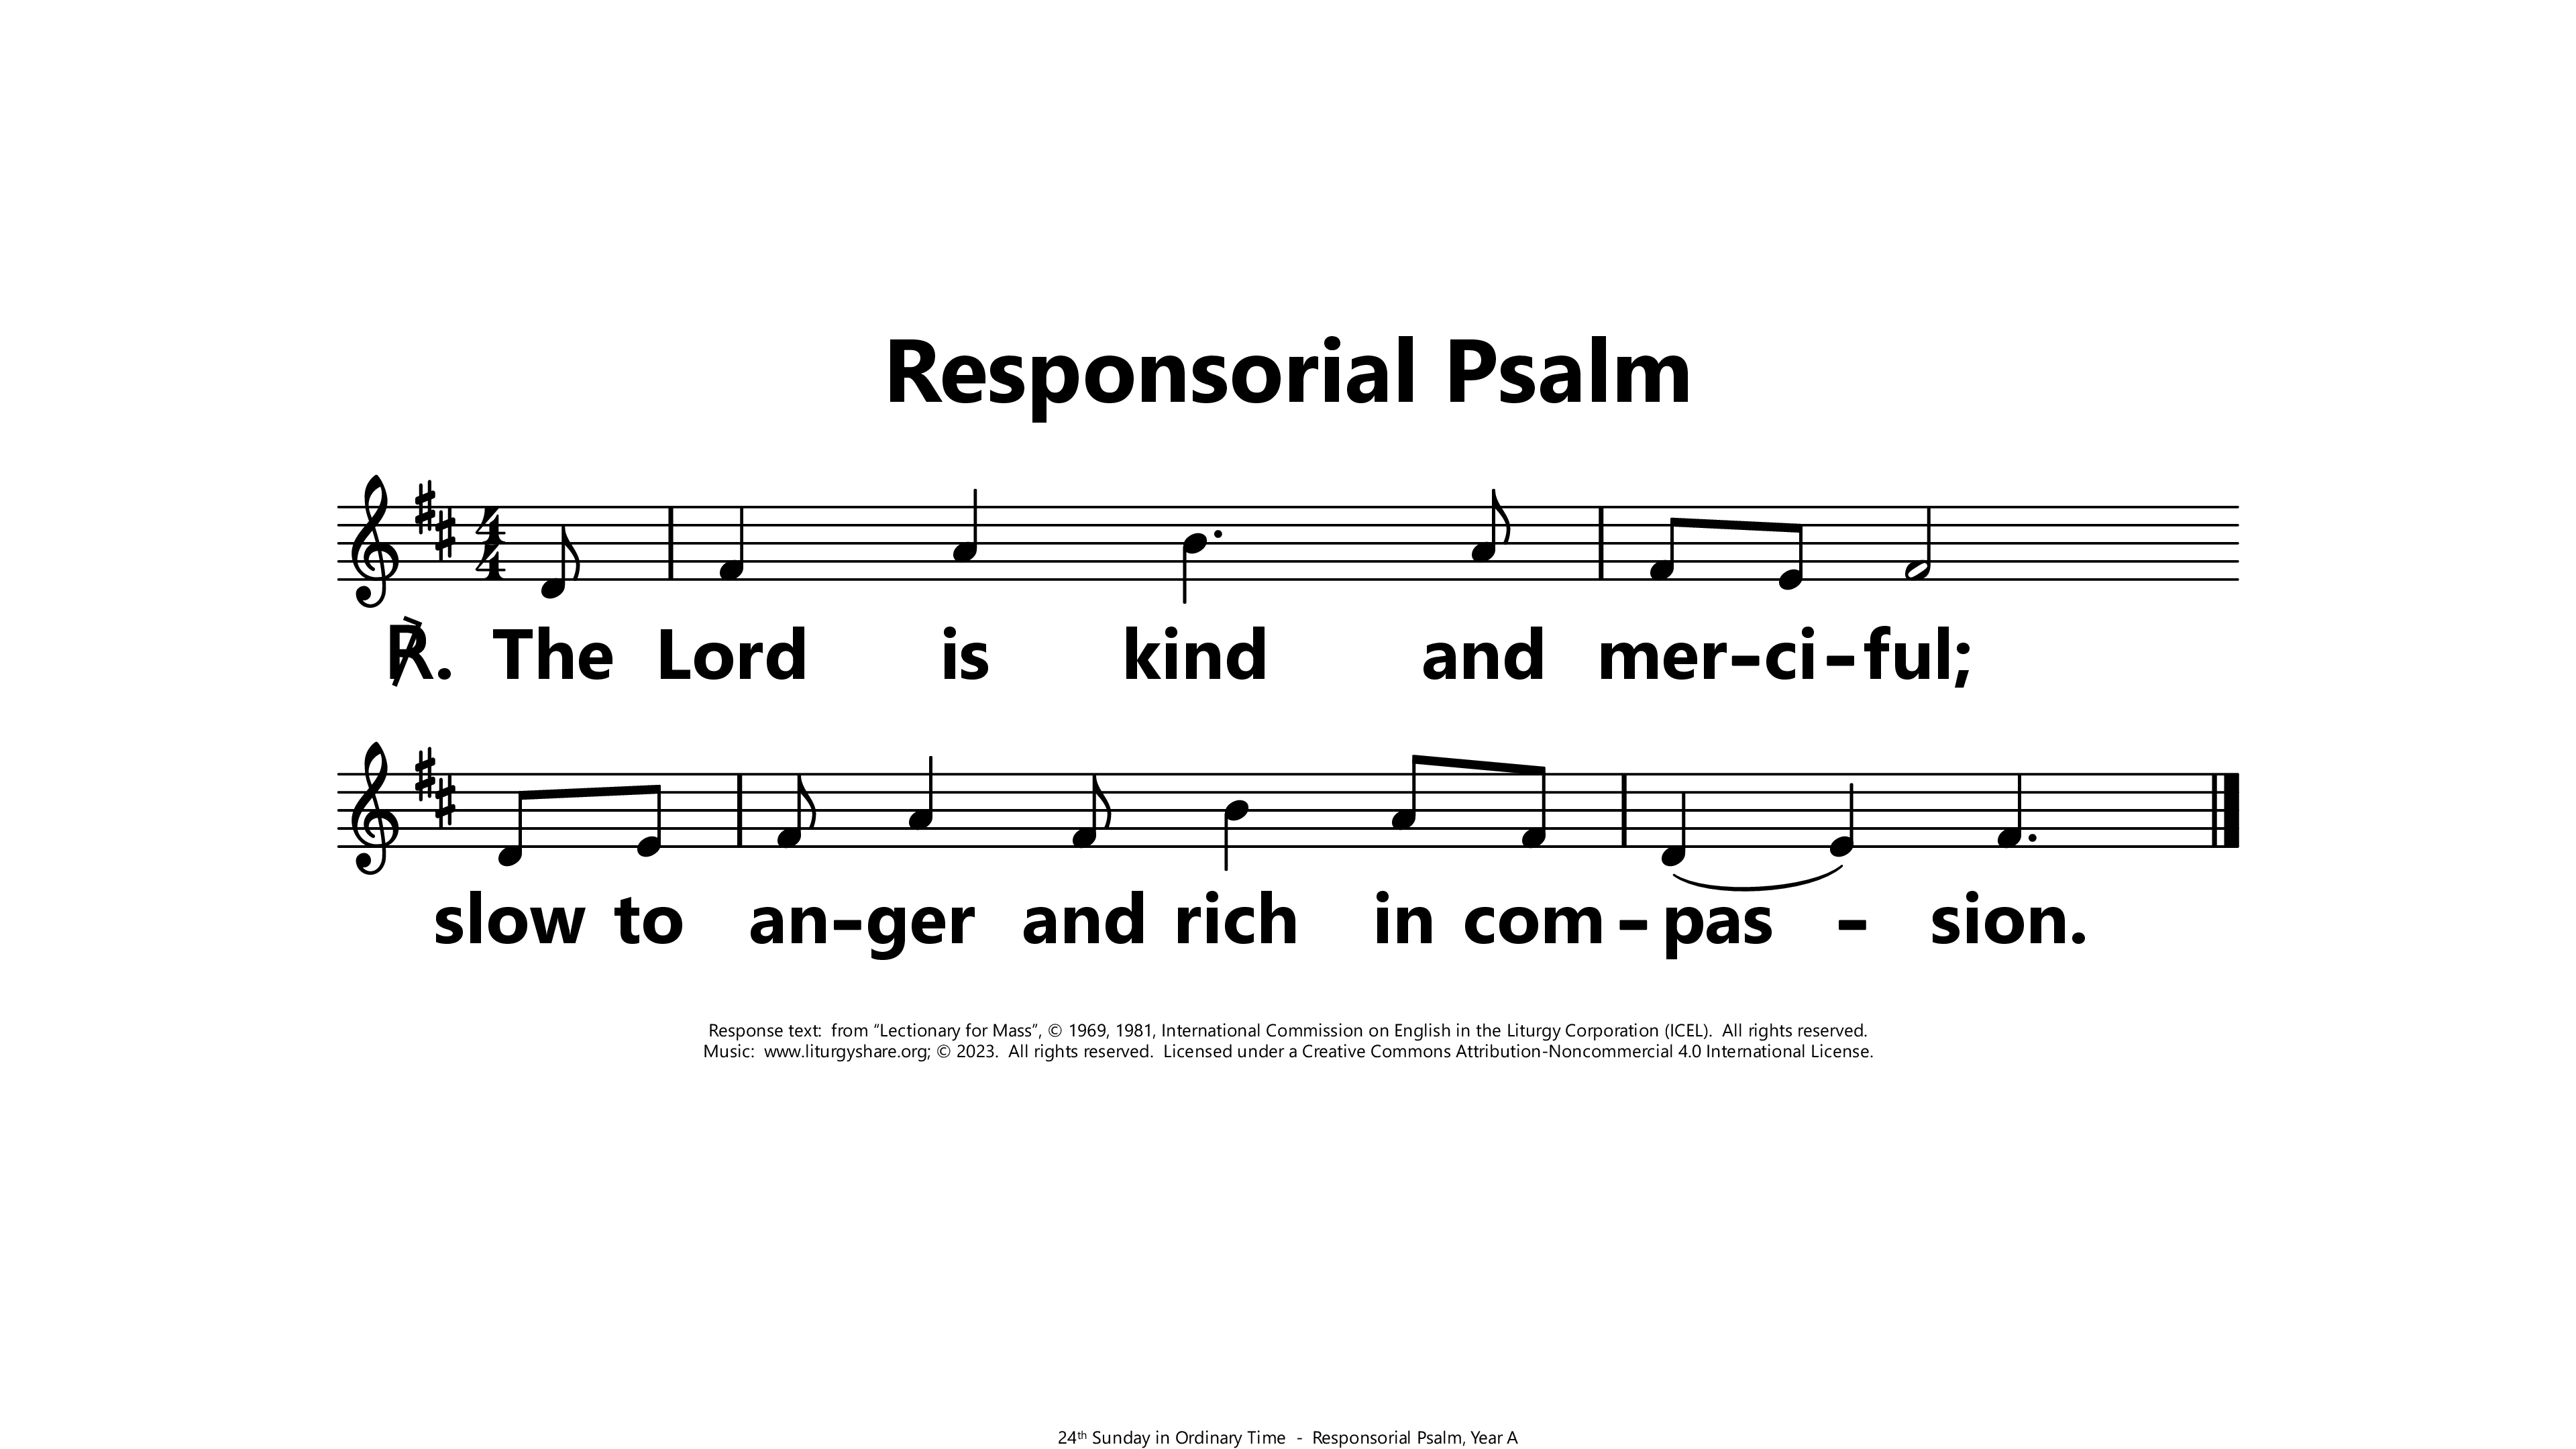 Responsorial Psalm
℟. The Lord is kind and mer-ci-ful;
slow to an-ger and rich in com-pas - sion.
Response text:  from “Lectionary for Mass”, © 1969, 1981, International Commission on English in the Liturgy Corporation (ICEL).  All rights reserved.
Music:  www.liturgyshare.org; © 2023.  All rights reserved.  Licensed under a Creative Commons Attribution-Noncommercial 4.0 International License.
24th Sunday in Ordinary Time  -  Responsorial Psalm, Year A